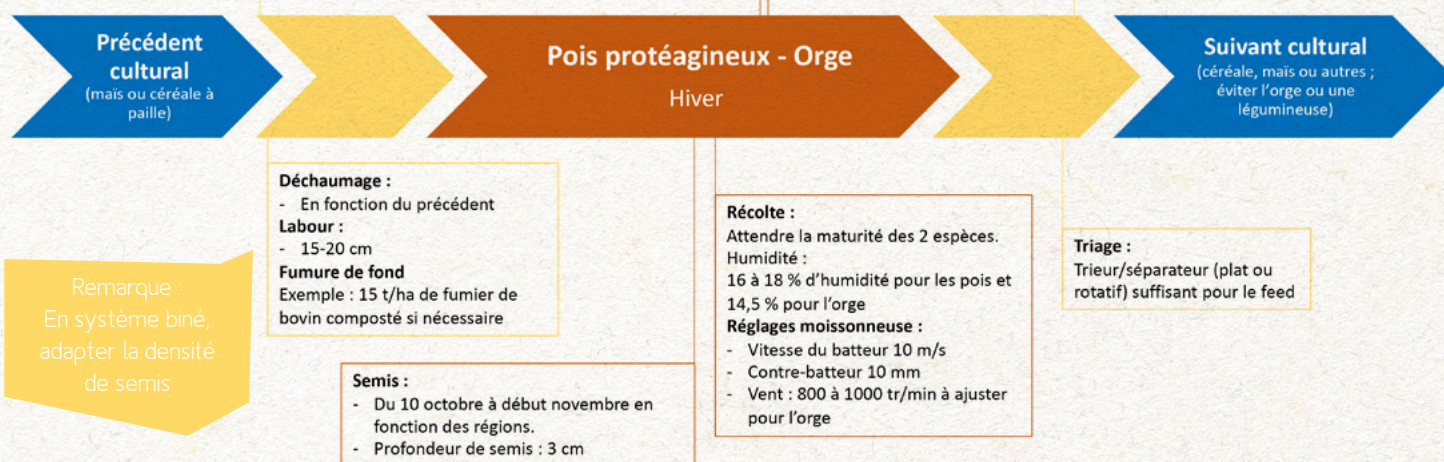 Précédent
cultural
(maïs ou céréale à
paille)
Pois protéagineux - Orge
Hiver
Suivant cultural
(céréale, maïs ou autres ;
éviter l'orge ou une
légumineuse)
Déchaumage :
- En fonction du précédent
Labour :
- 15-20 cm
Fumure de fond
Exemple : 15 t/ha de fumier de
bovin composté si nécessaire
Remarque :
En système biné,
adapter la densité
de semis
Semis :
- Du 10 octobre à début novembre en
fonction des régions.
- Profondeur de semis : 3 cm
Récolte :
Attendre la maturité des 2 espèces.
Humidité :
16 à 18 % d'humidité pour les pois et
14,5 % pour l'orge
Réglages moissonneuse :
- Vitesse du batteur 10 m/s
- Contre-batteur 10 mm
- Vent : 800 à 1000 tr/min à ajuster
pour l'orge
Triage :
Trieur/séparateur (plat ou
rotatif) suffisant pour le feed